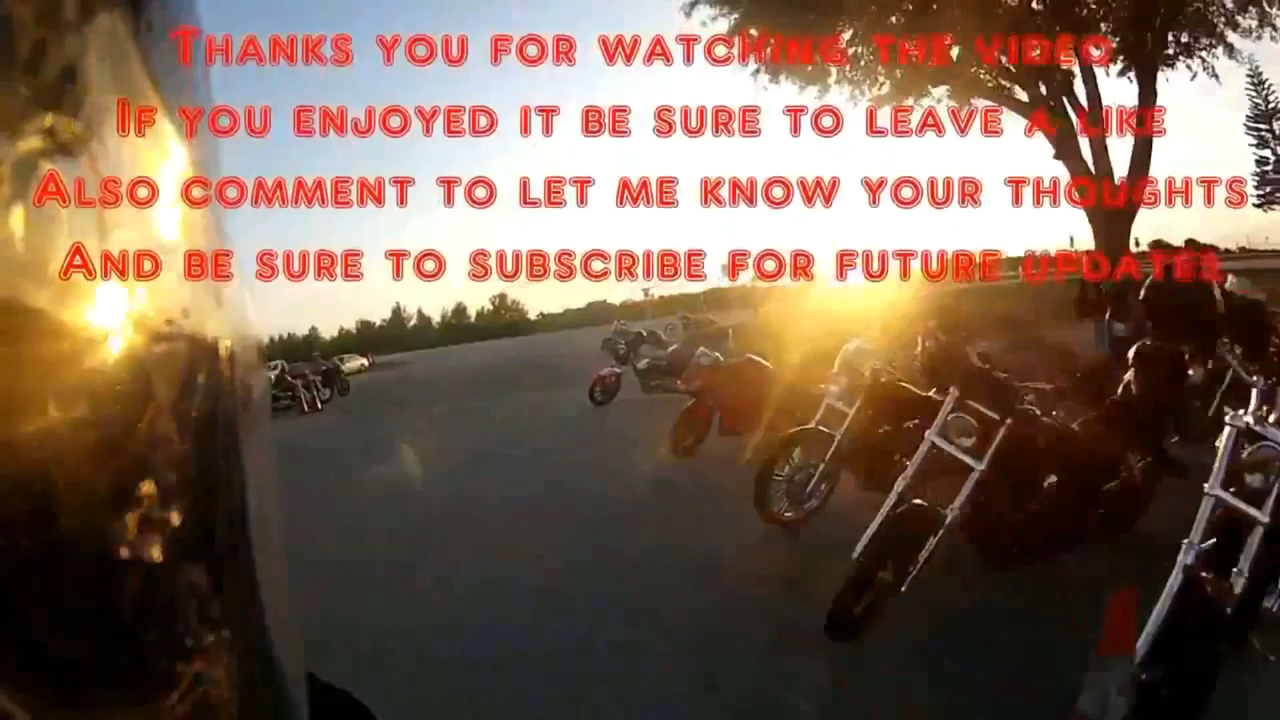 Thanks you for watching the video
If you enjoyed it be sure to leave a like
Also comment to let me know your thoughts
And be sure to subscribe for future updates